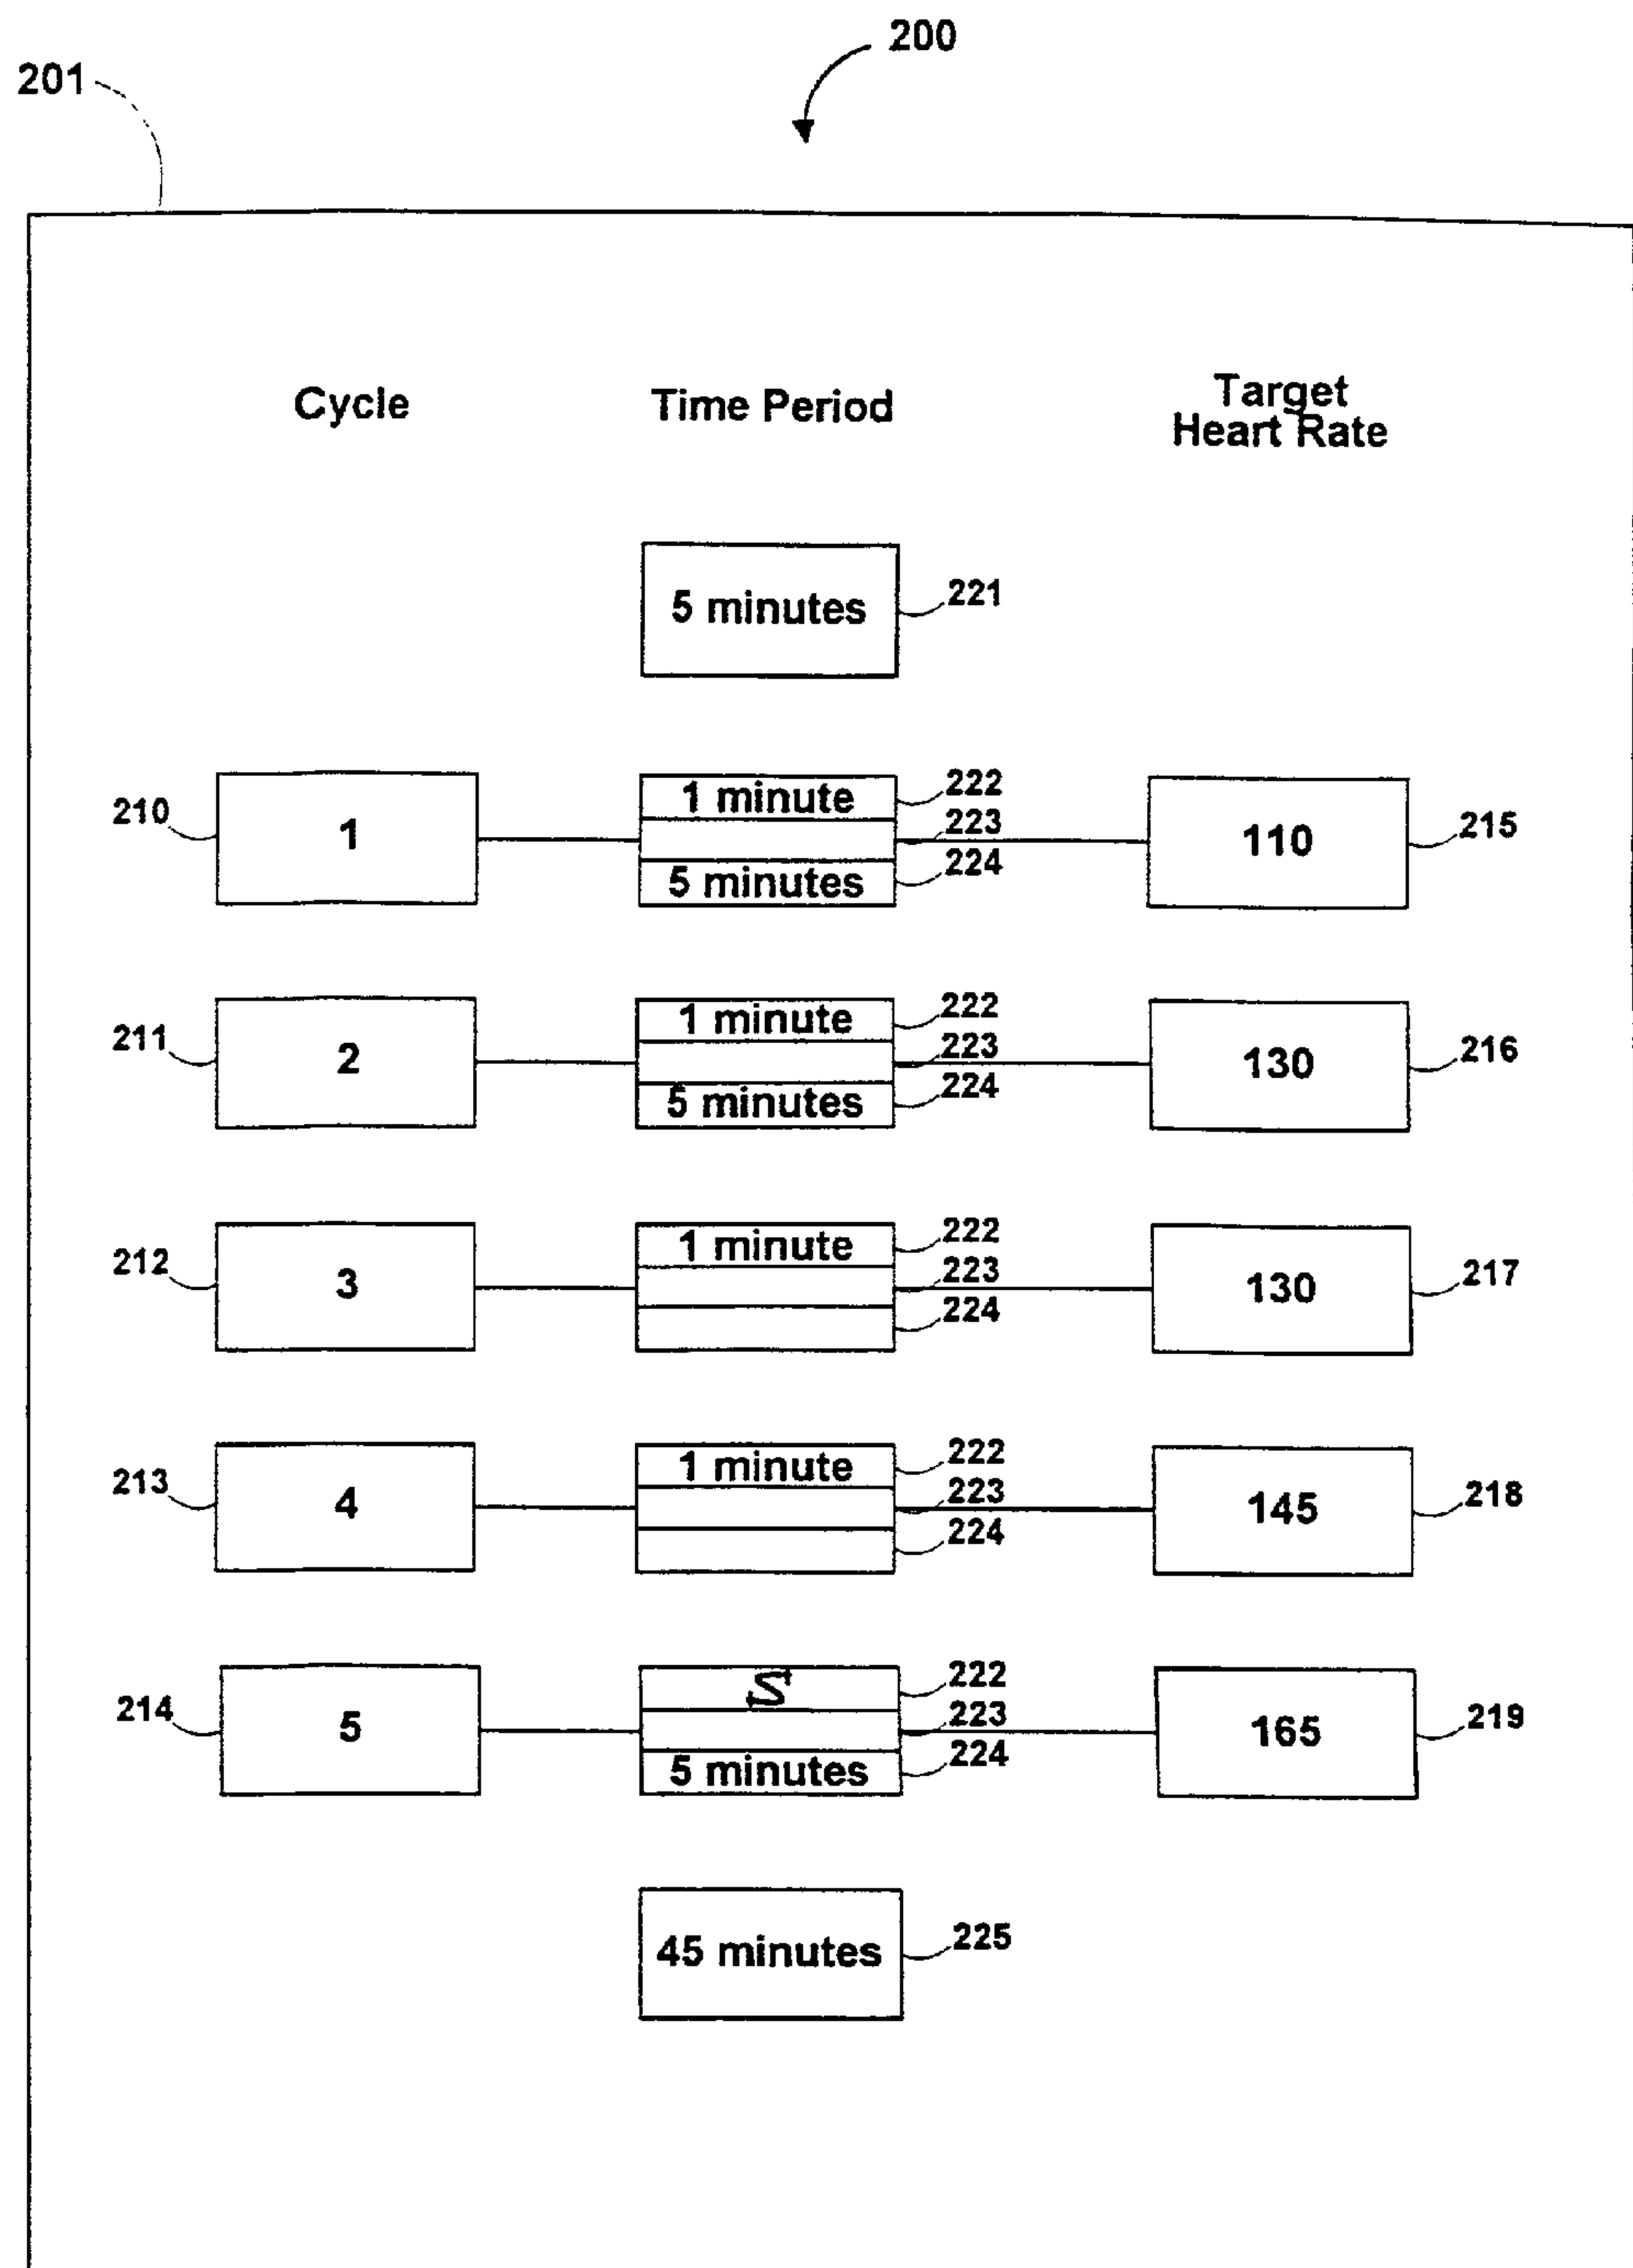 200
201
Cycle Time Period Target
Heart Rate
5 minutes 221
1 minute 222
210 1 223 110 215
5 minutes 224
1 minute 222
211 2 223 130 216
5 minutes 224
1 minute 222
212 3 223 130 217
224
1 minute 222
213 4 223 145 218
224
222
214 5 223 165 219
5 minutes 224
45 minutes 225